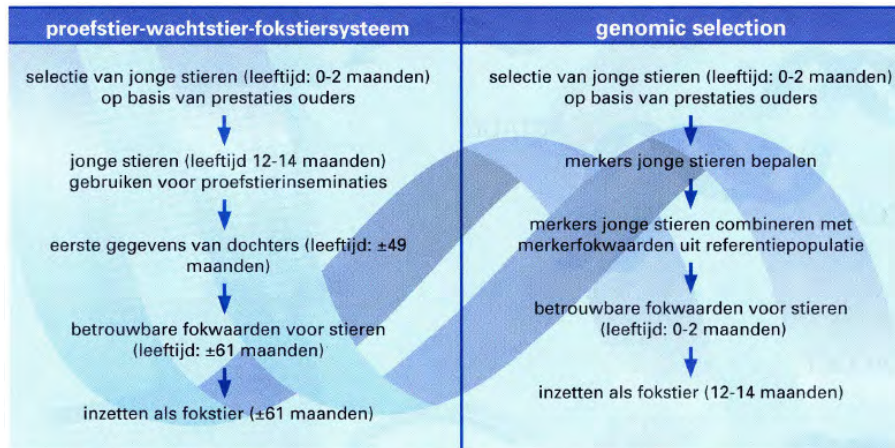 proefstier-wachtstier-fokstiersysteem
selectie van jonge stieren (leeftijd: 0-2 maanden)
op basis van prestaties ouders
jonge stieren (leeftijd 12-14 maanden)
gebruiken voor proefstierinseminaties
eerste gegevens van dochters (leeftijd: ±49
maanden)
betrouwbare fokwaarden voor stieren
(leeftijd: ±61 maanden)
inzetten als fokstier (±61 maanden)
genomic selection
selectie van jonge stieren (leeftijd: 0-2 maanden)
op basis van prestaties ouders
merkers jonge stieren bepalen
merkers jonge stieren combineren met
merkerfokwaarden uit referentiepopulatie
betrouwbare fokwaarden voor stieren
(leeftijd: 0-2 maanden)
inzetten als fokstier (12-14 maanden)